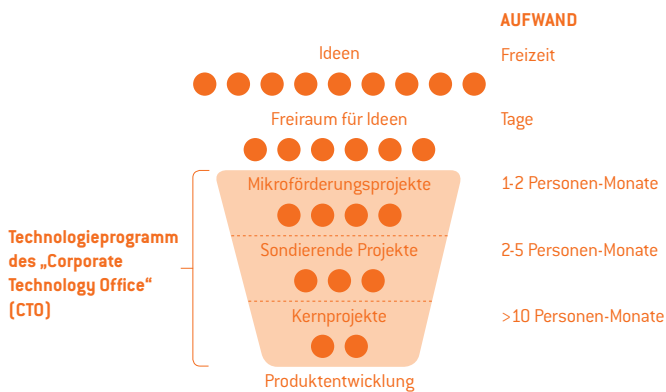 AUFWAND
Ideen
Freizeit
Freiraum für Ideen
Tage
Mikroförderungsprojekte
1-2 Personen-Monate
Technologieprogramm
des „Corporate
Technology Office“
(CTO)
Sondierende Projekte
2-5 Personen-Monate
Kernprojekte
>10 Personen-Monate
Produktentwicklung